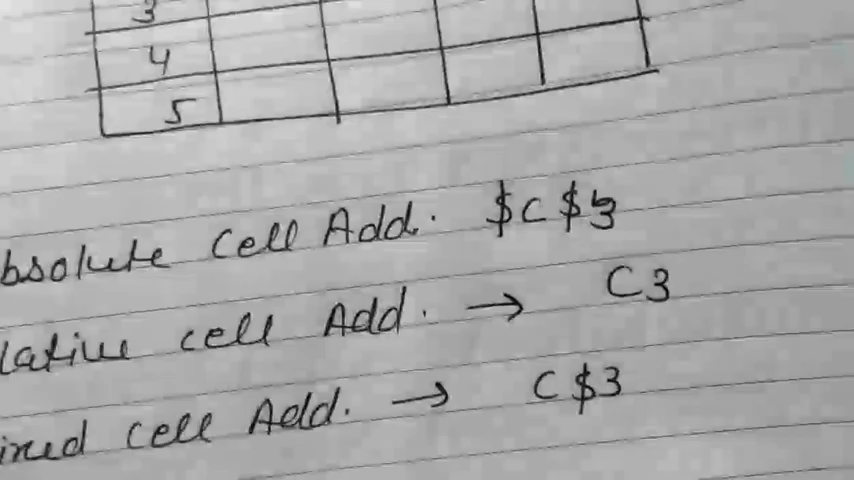 3
4
5
bsolute cell Add. $C$3
lative cell Add. → C3
ixed cell Add. → C$3